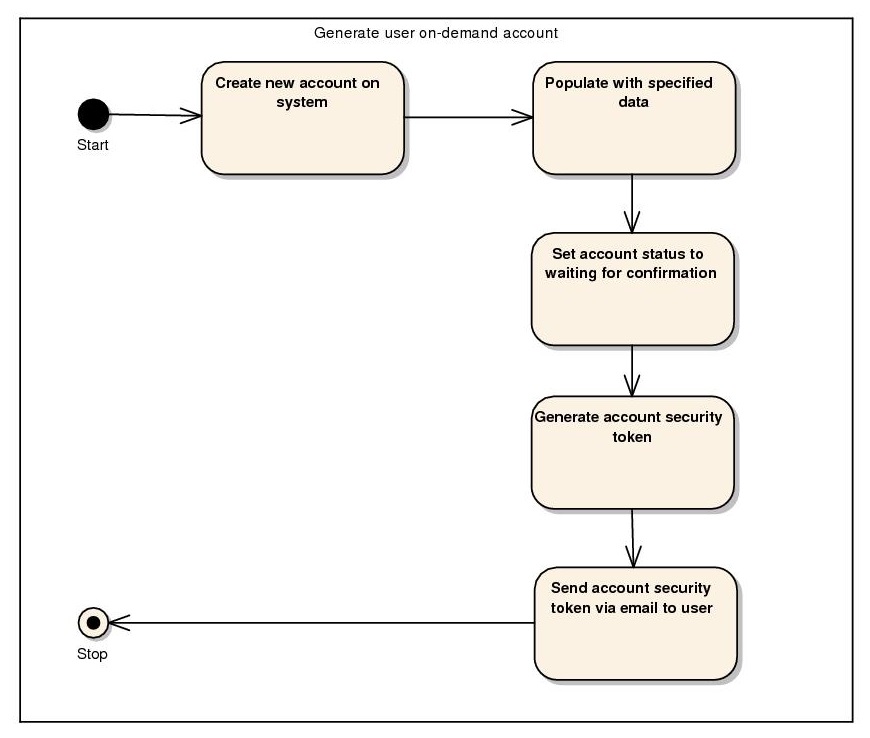 Generate user on-demand account
Start
Create new account on
system
Populate with specified
data
Set account status to
waiting for confirmation
Generate account security
token
Send account security
token via email to user
Stop